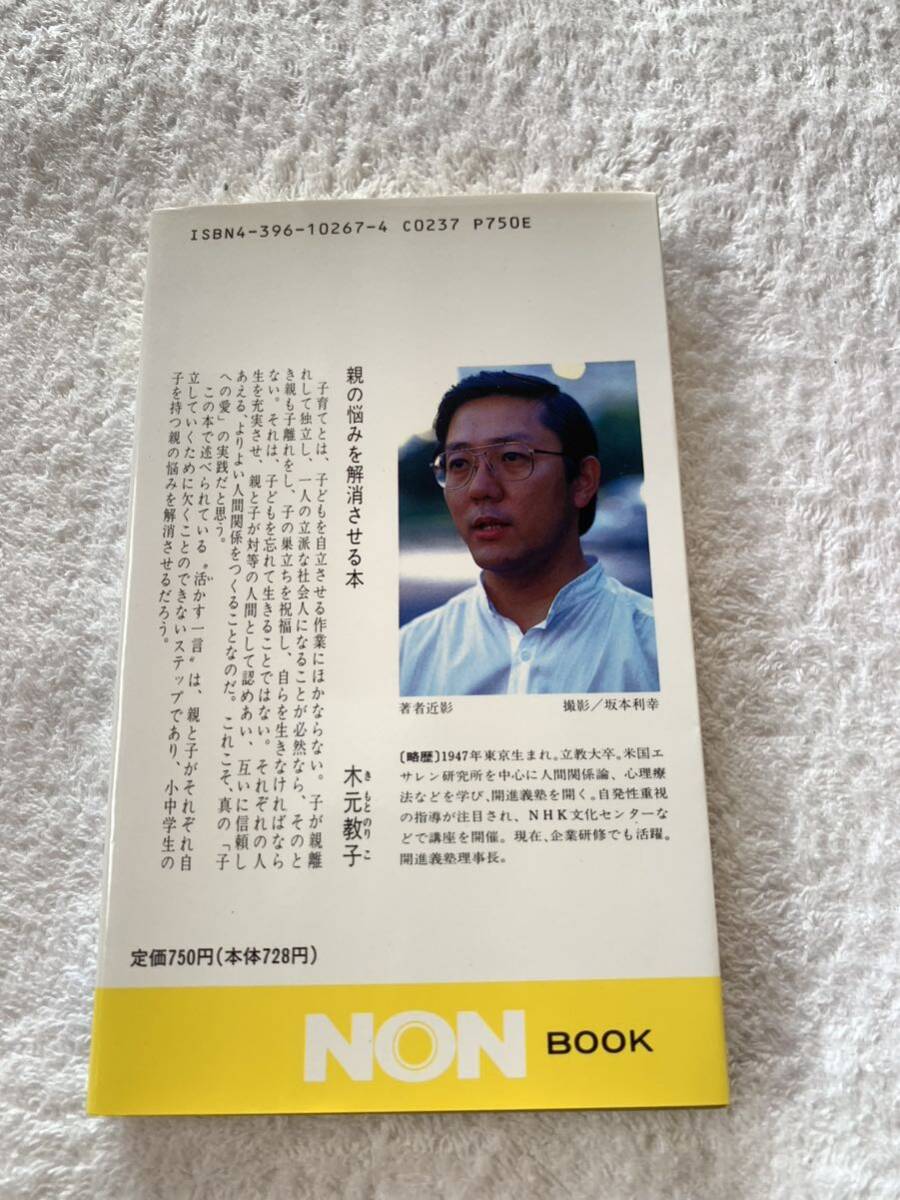 ISBN4-396-10267-4 C0237 P750E
親の悩みを解消させる本
木元教子
きもとのりこ
子育てとは、子どもを自立させる作業にほかならない。子が親離
れして独立し、一人の立派な社会人になることが必然なら、そのと
き親も子離れをし、子の巣立ちを祝福し、自らを生きなければなら
ない。それは、子どもを忘れて生きることではない。それぞれの人
生を充実させ、親と子が対等の人間として認めあい、互いに信頼し
あえる、よりよい人間関係をつくることなのだ。これこそ、真の「子
への愛」の実践だと思う。
この本で述べられている〝活かす一言〟は、親と子がそれぞれ自
立していくために欠くことのできないステップであり、小中学生の
子を持つ親の悩みを解消させるだろう。
著者近影 撮影/坂本利幸
〔略歴〕1947年東京生まれ。立教大卒。米国エ
サレン研究所を中心に人間関係論、心理療
法などを学び、開進義塾を開く。自発性重視
の指導が注目され、NHK文化センターな
どで講座を開催。現在、企業研修でも活躍。
開進義塾理事長。
定価750円(本体728円)
NON BOOK